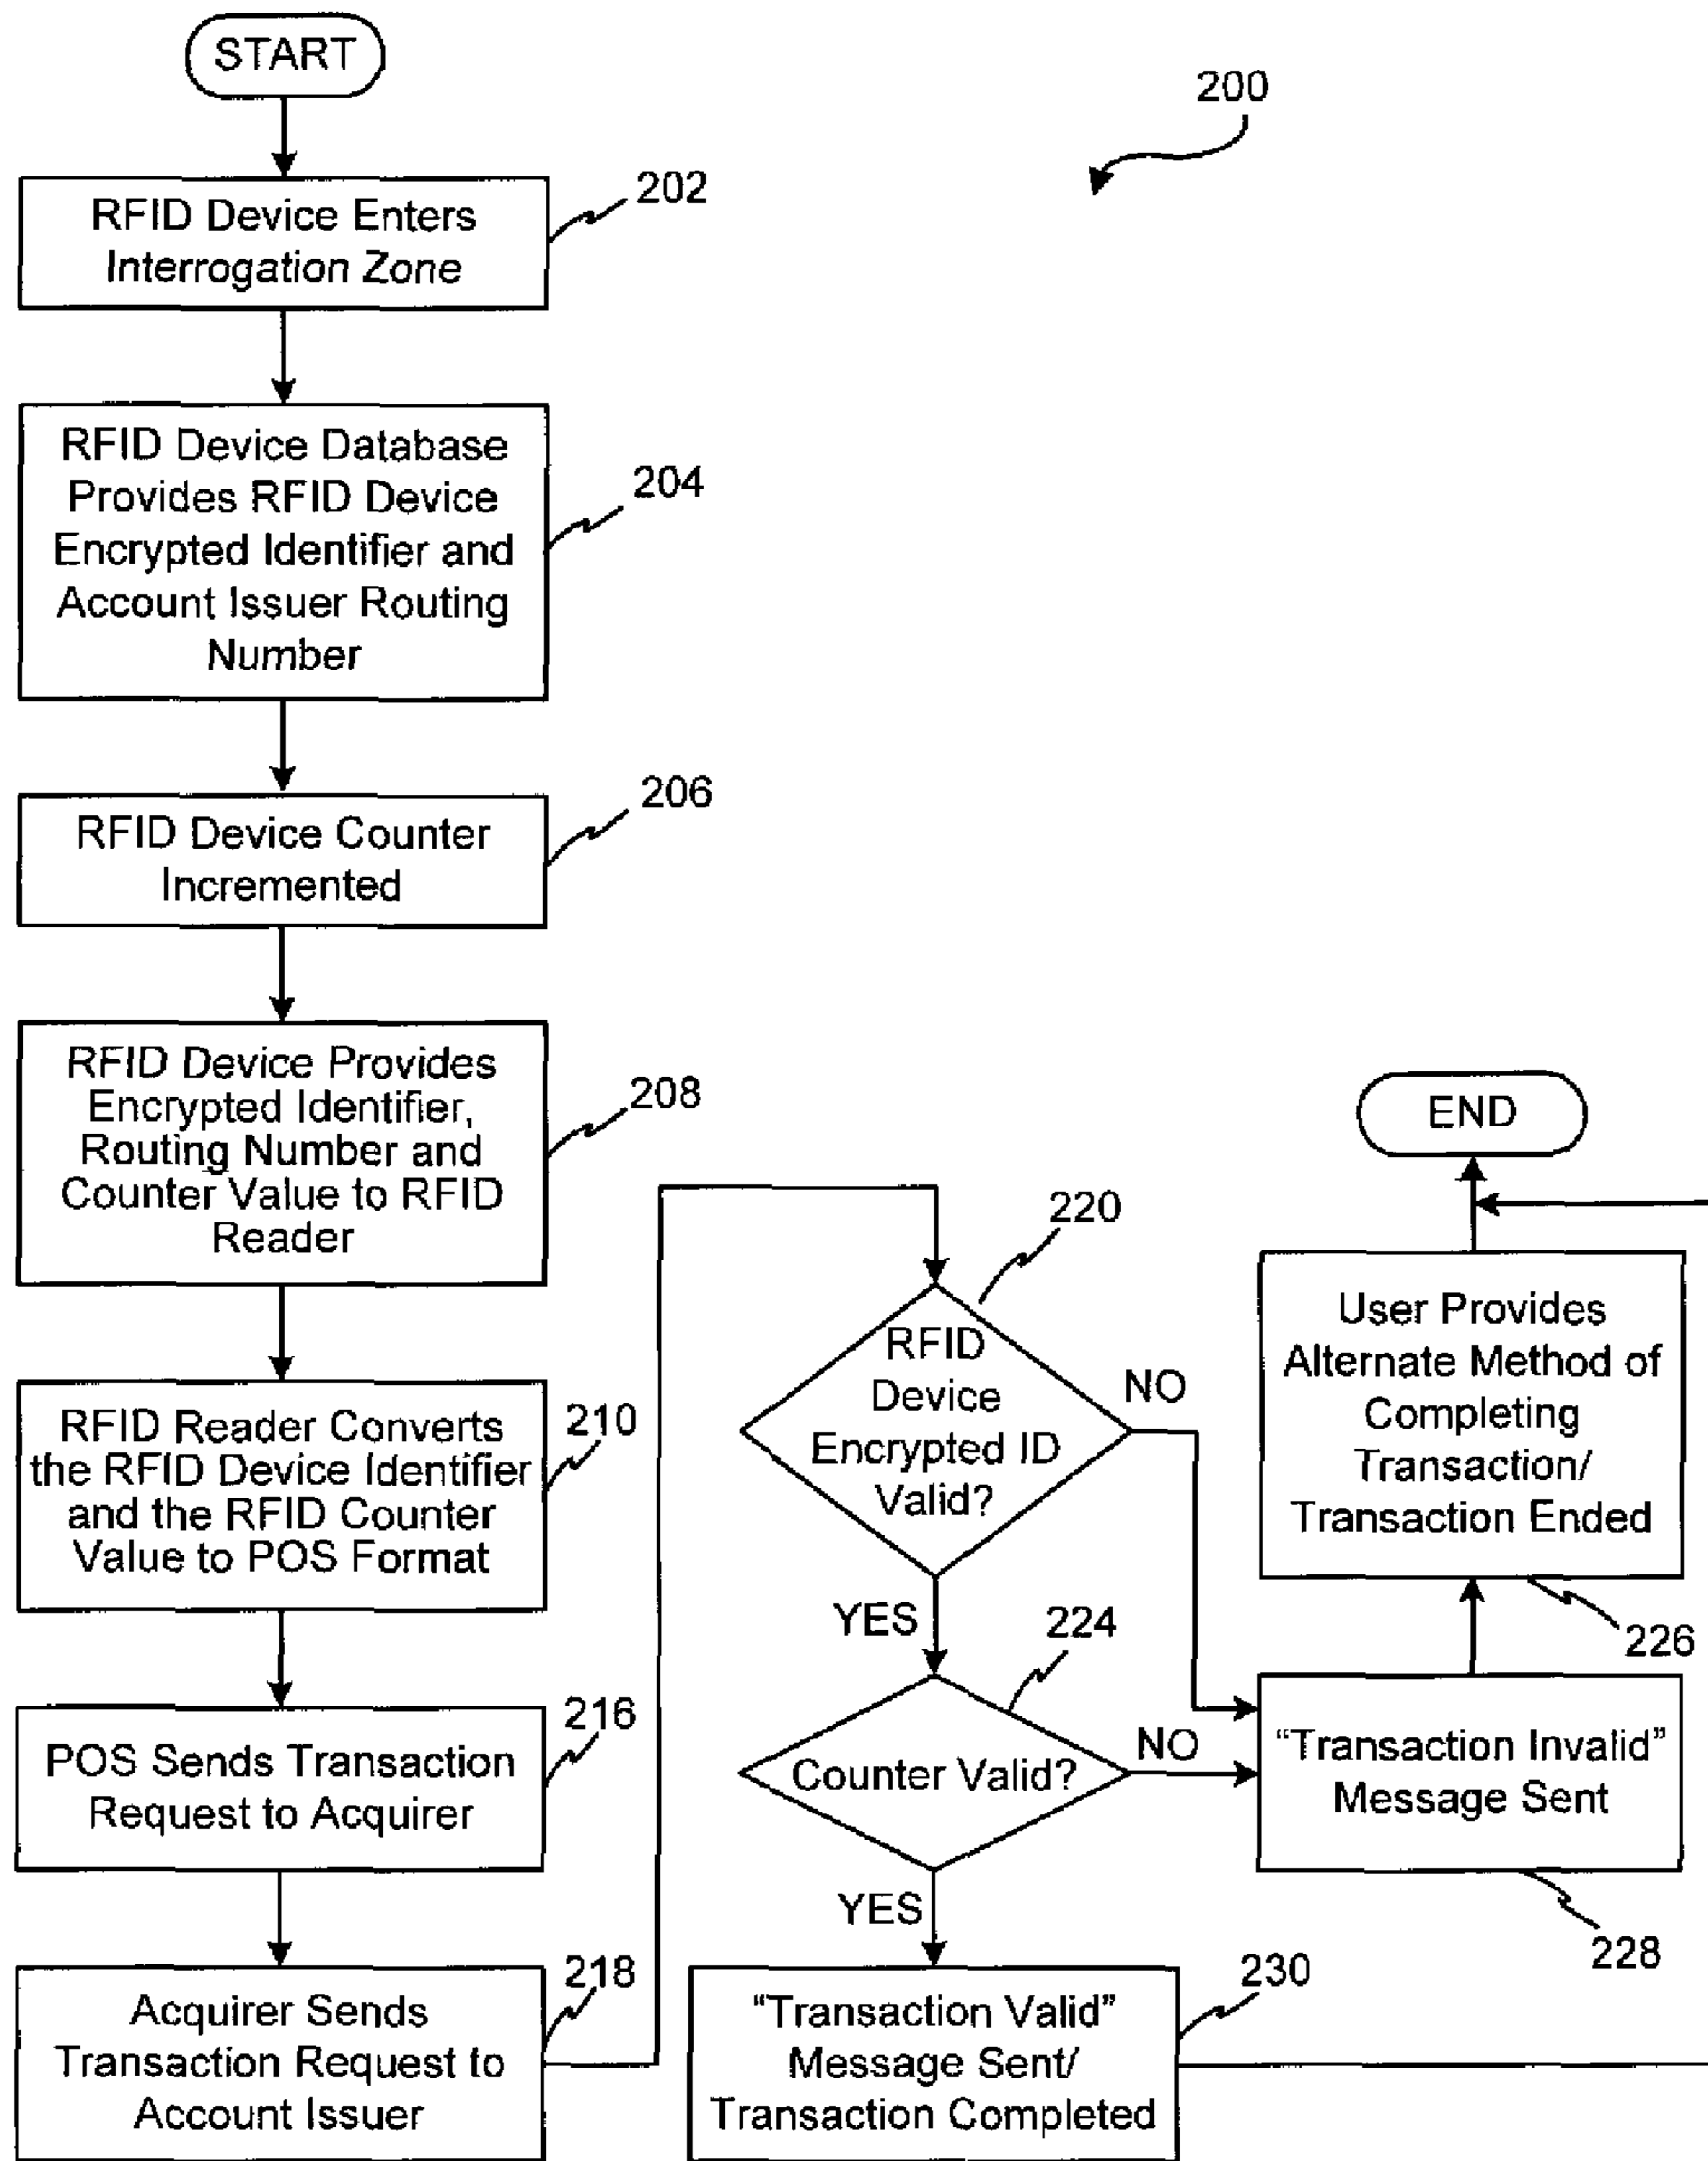 START
200
RFID Device Enters
Interrogation Zone
202
RFID Device Database
Provides RFID Device
Encrypted Identifier and
Account Issuer Routing
Number
204
RFID Device Counter
Incremented
206
RFID Device Provides
Encrypted Identifier,
Routing Number and
Counter Value to RFID
Reader
208
RFID Reader Converts
the RFID Device Identifier
and the RFID Counter
Value to POS Format
210
POS Sends Transaction
Request to Acquirer
216
Acquirer Sends
Transaction Request to
Account Issuer
218
RFID
Device
Encrypted ID
Valid?
220
NO
YES
Counter Valid?
224
NO
YES
“Transaction Valid”
Message Sent/
Transaction Completed
230
END
User Provides
Alternate Method of
Completing
Transaction/
Transaction Ended
226
“Transaction Invalid”
Message Sent
228